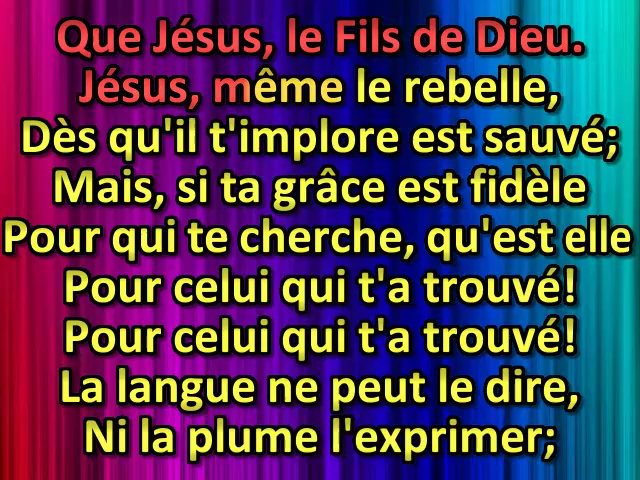 Que Jésus, le Fils de Dieu.
Jésus, même le rebelle,
Dès qu'il t'implore est sauvé;
Mais, si ta grâce est fidèle
Pour qui te cherche, qu'est elle
Pour celui qui t'a trouvé!
Pour celui qui t'a trouvé!
La langue ne peut le dire,
Ni la plume l'exprimer;